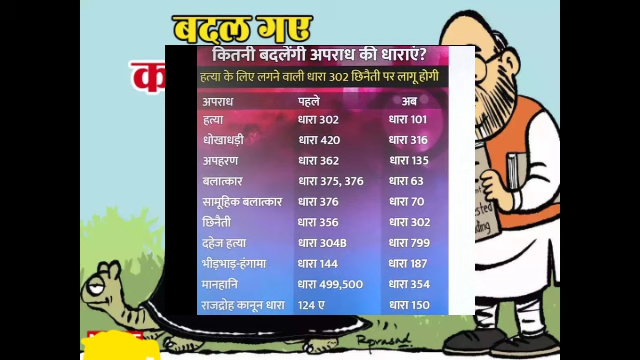 बदल गए
क
कितनी बदलेंगी अपराध की धाराएं?
हत्या के लिए लगने वाली धारा 302 छिनैती पर लागू होगी
अपराध पहले अब
हत्या धारा 302 धारा 101
धोखाधड़ी धारा 420 धारा 316
अपहरण धारा 362 धारा 135
बलात्कार धारा 375, 376 धारा 63
सामूहिक बलात्कार धारा 376 धारा 70
छिनैती धारा 356 धारा 302
दहेज हत्या धारा 304B धारा 799
भीड़भाड़-हंगामा धारा 144 धारा 187
मानहानि धारा 499,500 धारा 354
राजद्रोह कानून धारा 124 ए धारा 150
Rprasad